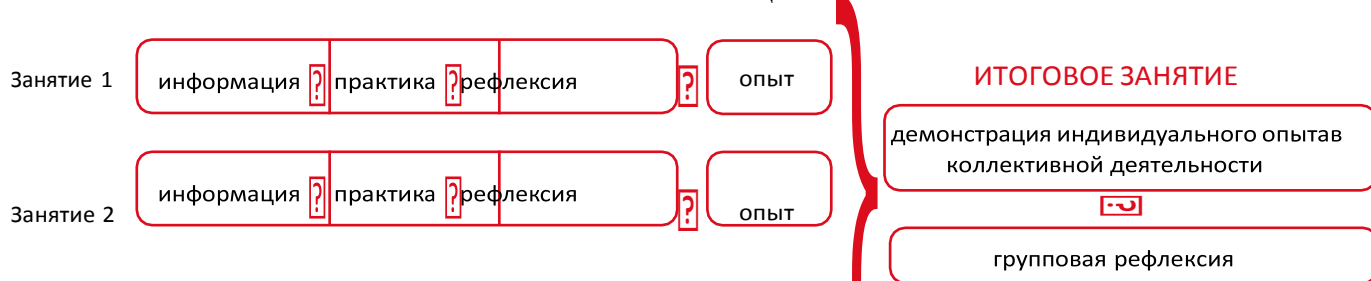 Занятие 1
информация ? практика ? рефлексия ? опыт
Занятие 2
информация ? практика ? рефлексия ? опыт
ИТОГОВОЕ ЗАНЯТИЕ
демонстрация индивидуального опытав
коллективной деятельности
?
групповая рефлексия